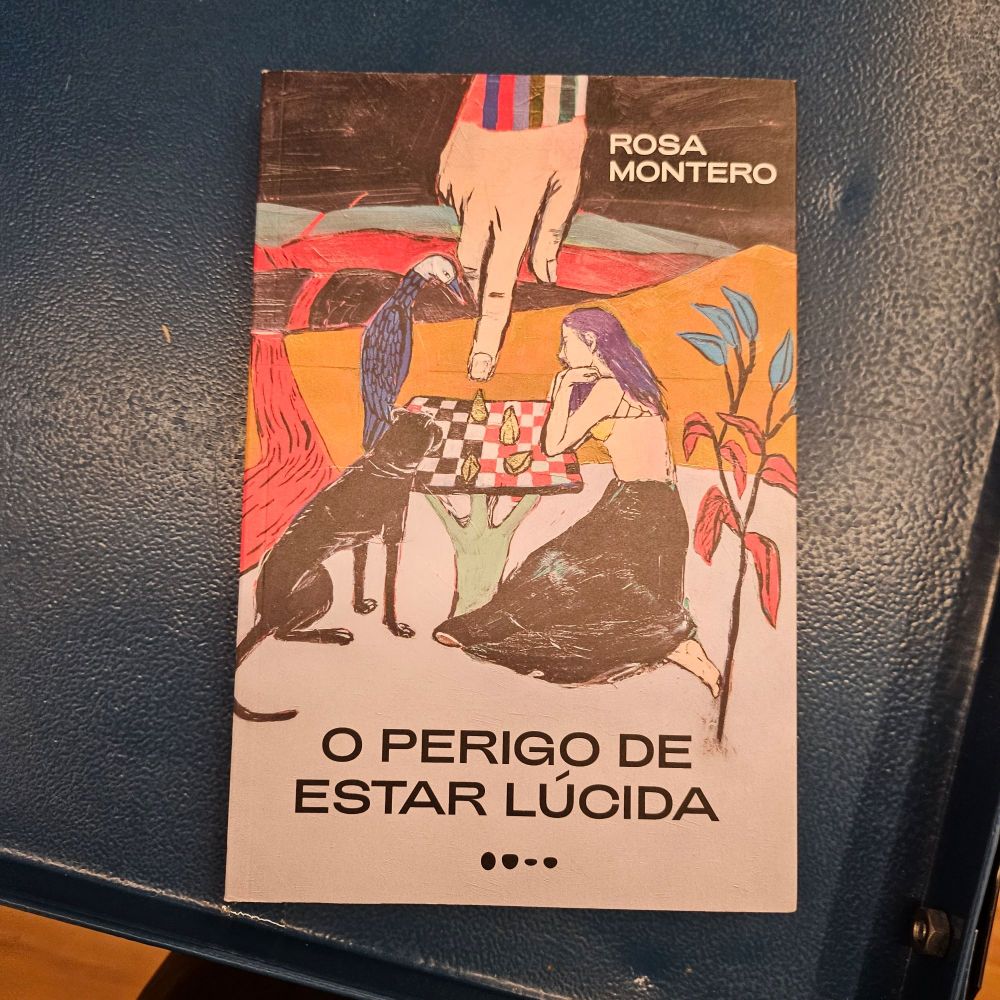 ROSA
MONTERO
O PERIGO DE
ESTAR LÚCIDA